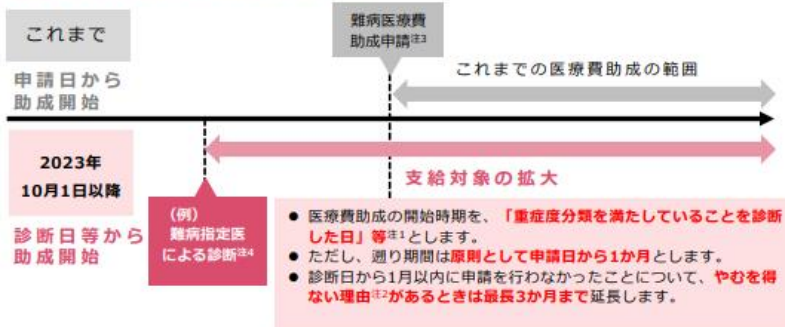 これまで
申請日から
助成開始
難病医療費
助成申請注3
これまでの医療費助成の範囲
2023年
10月1日以降
診断日等から
助成開始
(例)
難病指定医
による診断注4
支給対象の拡大
● 医療費助成の開始時期を、「重症度分類を満たしていることを診断
した日」等注1とします。
● ただし、遡り期間は原則として申請日から1か月とします。
● 診断日から1月以内に申請を行わなかったことについて、やむを得
ない理由注2があるときは最長3か月まで延長します。